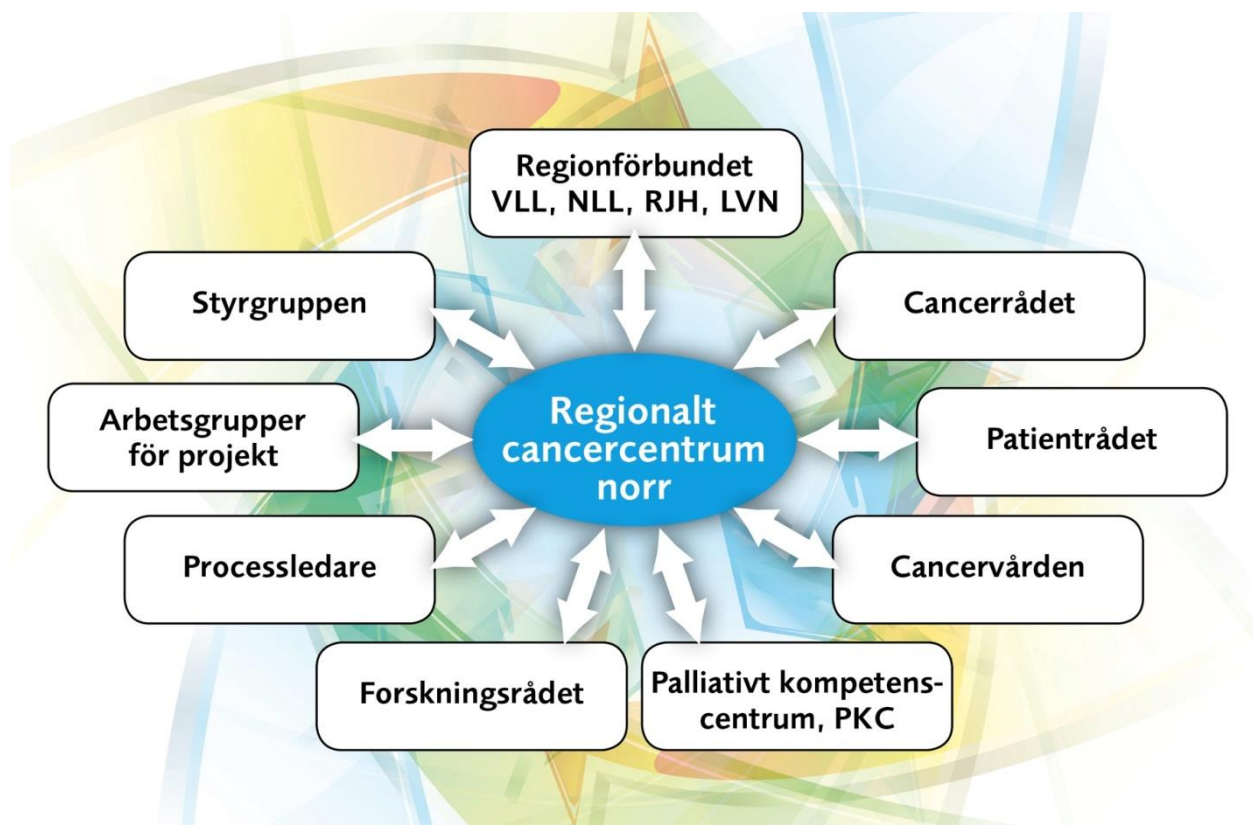 Regionförbundet
VLL, NLL, RJH, LVN
Styrgruppen
Cancerrådet
Arbetsgrupper
för projekt
Regionalt
cancercentrum
norr
Patientrådet
Processledare
Cancervården
Forskningsrådet
Palliativt kompetens-
centrum, PKC